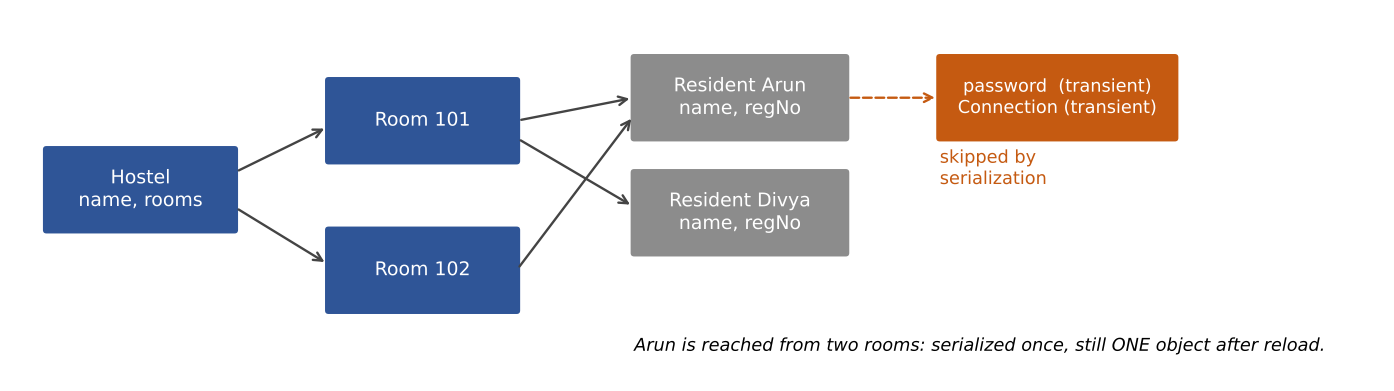 Hostel
name, rooms
Room 101
Room 102
Resident Arun
name, regNo
Resident Divya
name, regNo
password  (transient)
Connection (transient)
skipped by
serialization
Arun is reached from two rooms: serialized once, still ONE object after reload.